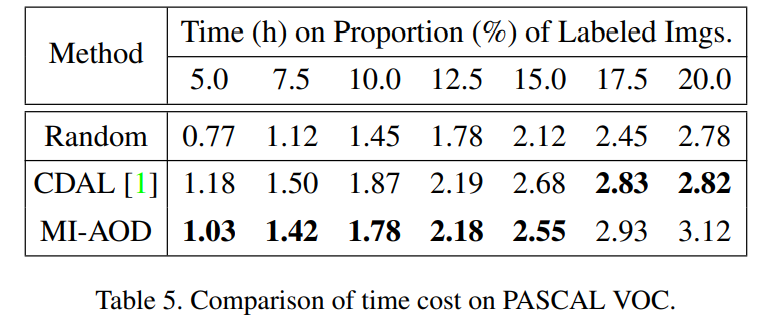 Method Time (h) on Proportion (%) of Labeled Imgs.
5.0 7.5 10.0 12.5 15.0 17.5 20.0
Random 0.77 1.12 1.45 1.78 2.12 2.45 2.78
CDAL [1] 1.18 1.50 1.87 2.19 2.68 2.83 2.82
MI-AOD 1.03 1.42 1.78 2.18 2.55 2.93 3.12
Table 5. Comparison of time cost on PASCAL VOC.